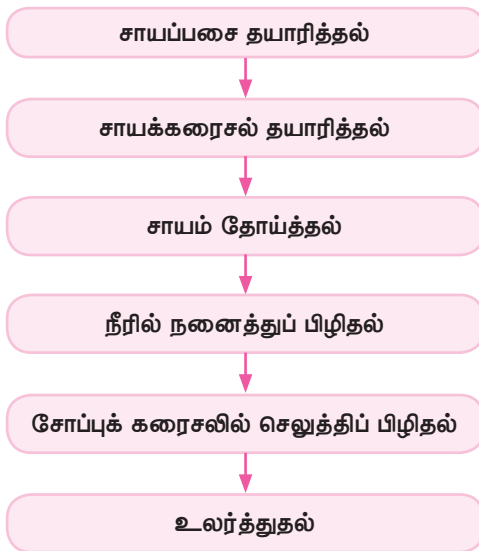 சாயப்பசை தயாரித்தல்
சாயக்கரைசல் தயாரித்தல்
சாயம் தோய்த்தல்
நீரில் நனைத்துப் பிழிதல்
சோப்புக் கரைசலில் செலுத்திப் பிழிதல்
உலர்த்துதல்